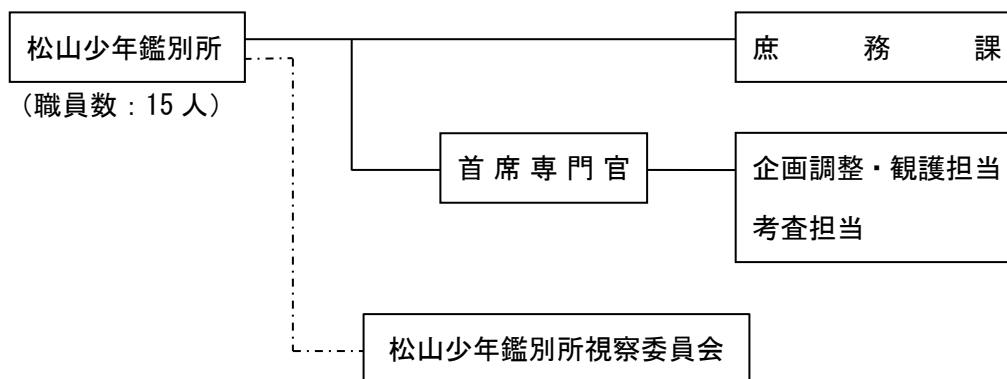 松山少年鑑別所
庶務課
（職員数：15人）
首席専門官
企画調整・観護担当
考査担当
松山少年鑑別所視察委員会